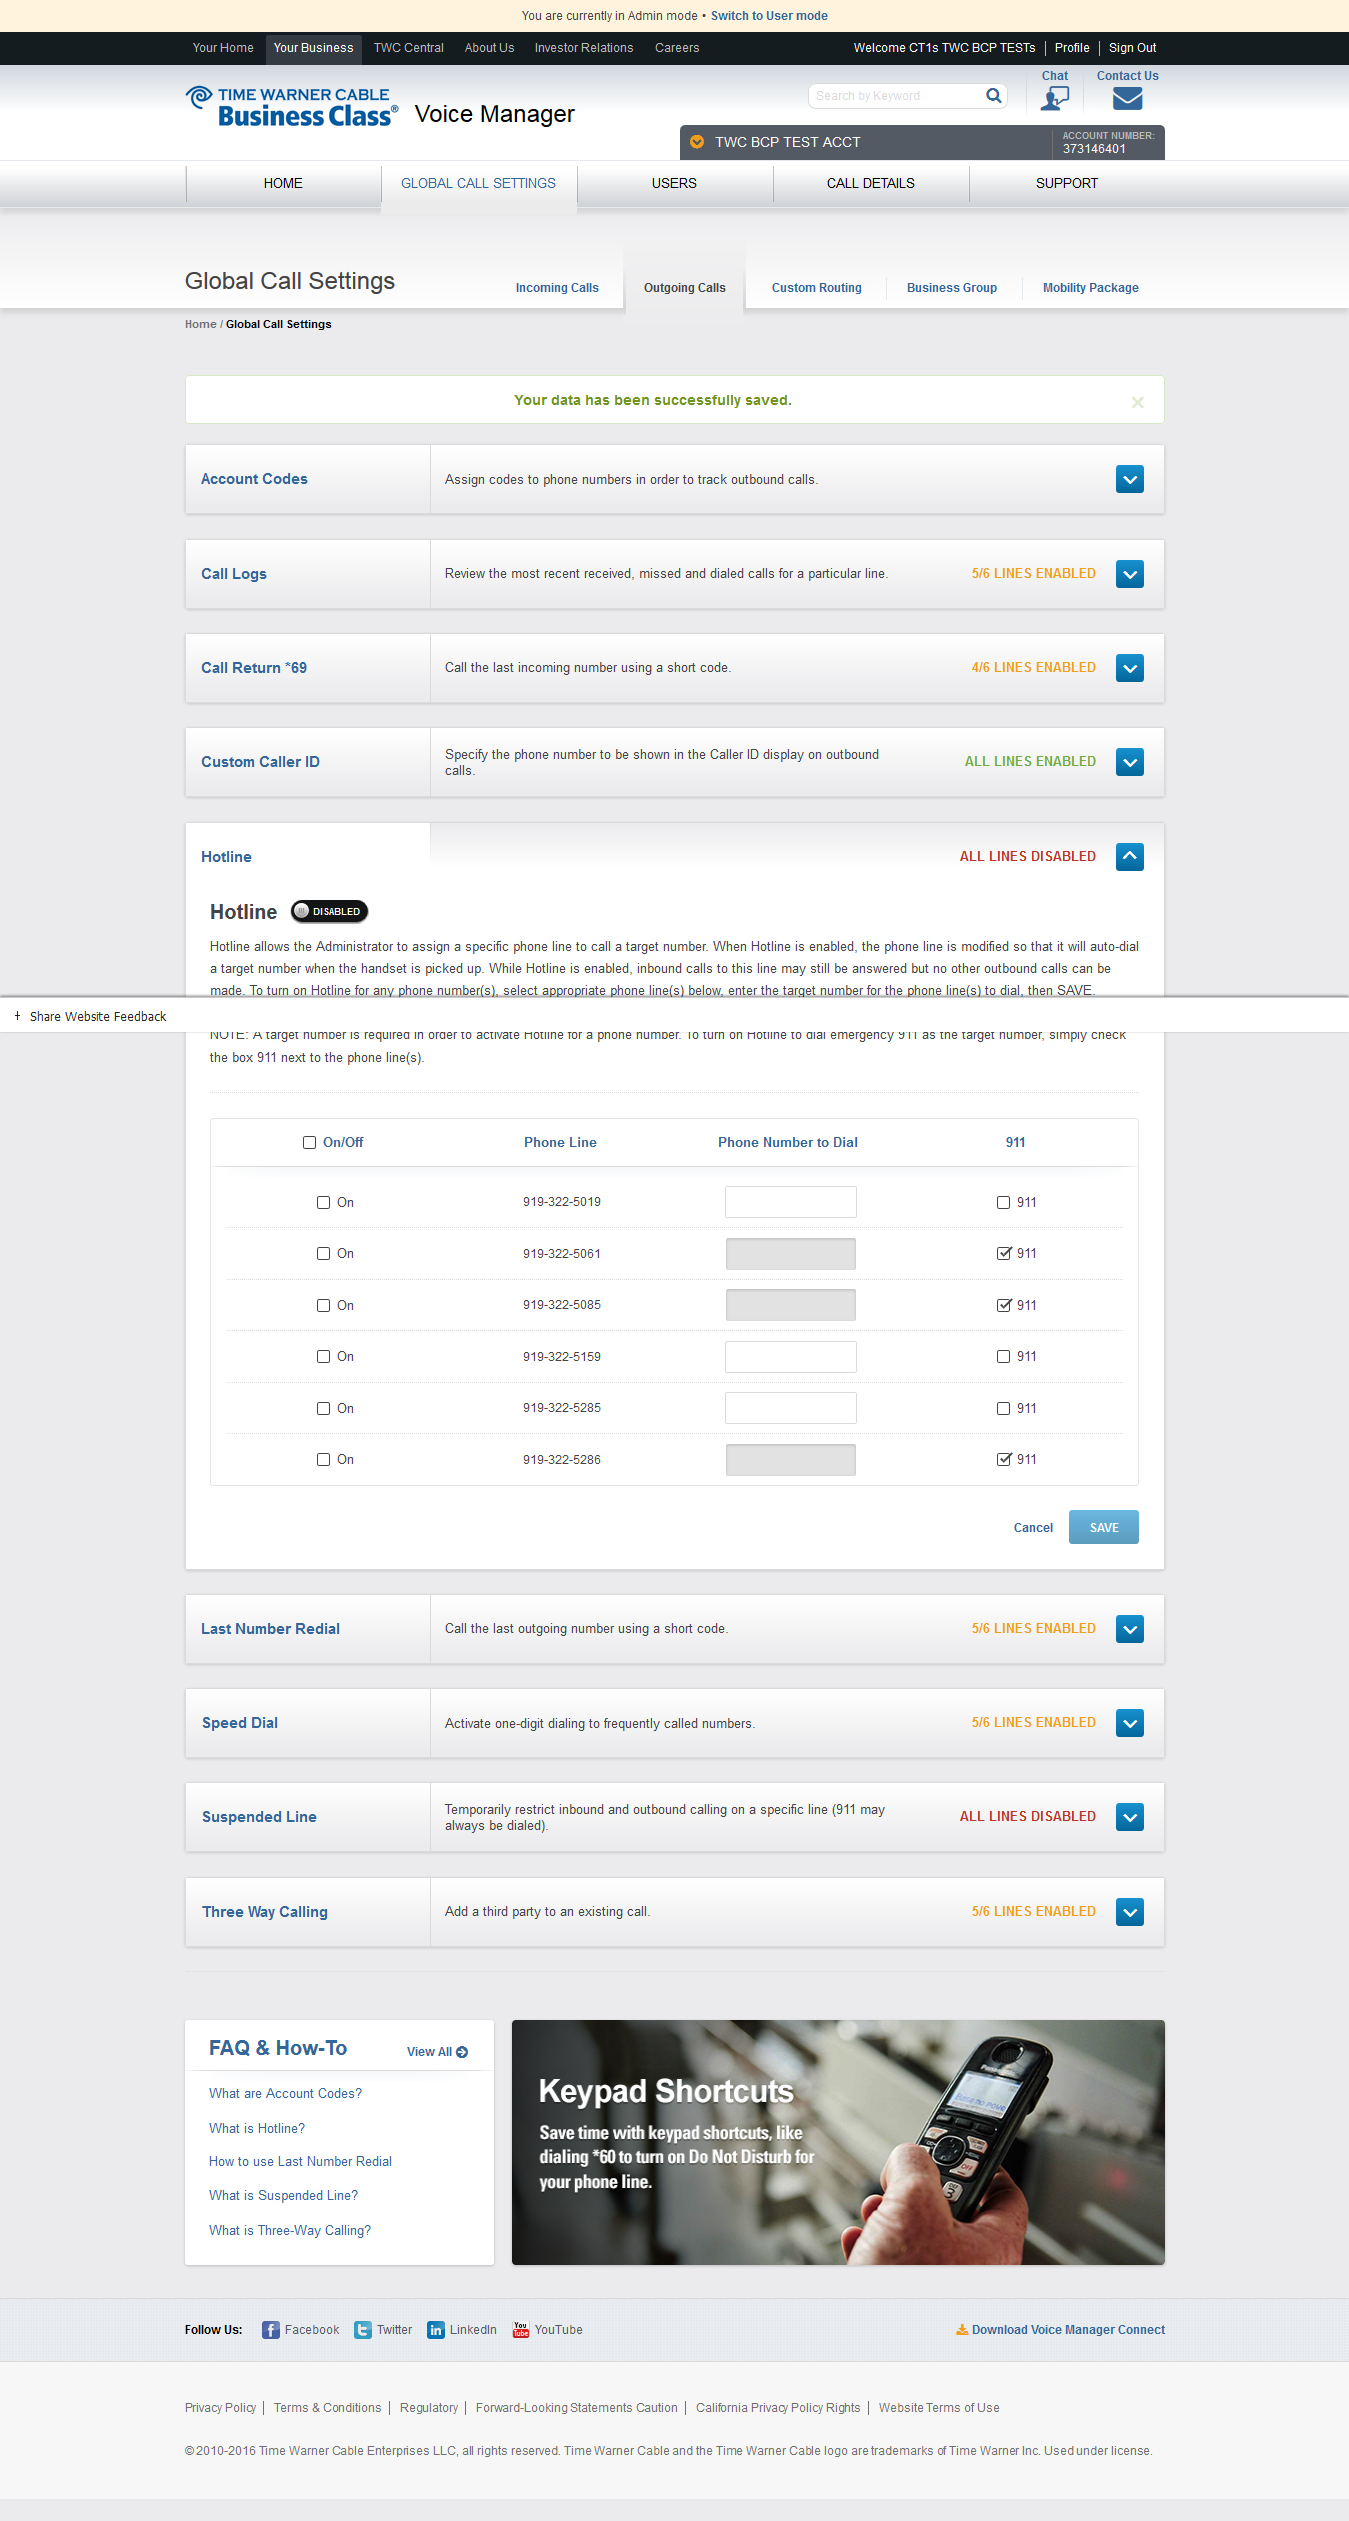 You are currently in Admin mode • Switch to User mode
Your Home Your Business TWC Central About Us Investor Relations Careers Welcome CT1s TWC BCP TESTs Profile Sign Out
TIME WARNER CABLE
Business Class® Voice Manager
Search by Keyword
Chat
Contact Us
TWC BCP TEST ACCT
ACCOUNT NUMBER:
373146401
HOME GLOBAL CALL SETTINGS USERS CALL DETAILS SUPPORT
Global Call Settings
Incoming Calls Outgoing Calls Custom Routing Business Group Mobility Package
Home / Global Call Settings
Your data has been successfully saved.
Account Codes Assign codes to phone numbers in order to track outbound calls.
Call Logs Review the most recent received, missed and dialed calls for a particular line. 5/6 LINES ENABLED
Call Return *69 Call the last incoming number using a short code. 4/6 LINES ENABLED
Custom Caller ID Specify the phone number to be shown in the Caller ID display on outbound
calls.
ALL LINES ENABLED
Hotline ALL LINES DISABLED
Hotline DISABLED
Hotline allows the Administrator to assign a specific phone line to call a target number. When Hotline is enabled, the phone line is modified so that it will auto-dial
a target number when the handset is picked up. While Hotline is enabled, inbound calls to this line may still be answered but no other outbound calls can be
made. To turn on Hotline for any phone number(s), select appropriate phone line(s) below, enter the target number for the phone line(s) to dial, then SAVE.
+ Share Website Feedback
NOTE: A target number is required in order to activate Hotline for a phone number. To turn on Hotline to dial emergency 911 as the target number, simply check
the box 911 next to the phone line(s).
On/Off Phone Line Phone Number to Dial 911
On 919-322-5019 911
On 919-322-5061 911
On 919-322-5085 911
On 919-322-5159 911
On 919-322-5285 911
On 919-322-5286 911
Cancel SAVE
Last Number Redial Call the last outgoing number using a short code. 5/6 LINES ENABLED
Speed Dial Activate one-digit dialing to frequently called numbers. 5/6 LINES ENABLED
Suspended Line Temporarily restrict inbound and outbound calling on a specific line (911 may
always be dialed).
ALL LINES DISABLED
Three Way Calling Add a third party to an existing call. 5/6 LINES ENABLED
FAQ & How-To View All
What are Account Codes?
What is Hotline?
How to use Last Number Redial
What is Suspended Line?
What is Three-Way Calling?
Keypad Shortcuts
Save time with keypad shortcuts, like
dialing *60 to turn on Do Not Disturb for
your phone line.
Follow Us: Facebook Twitter LinkedIn YouTube Download Voice Manager Connect
Privacy Policy Terms & Conditions Regulatory Forward-Looking Statements Caution California Privacy Policy Rights Website Terms of Use
© 2010-2016 Time Warner Cable Enterprises LLC, all rights reserved. Time Warner Cable and the Time Warner Cable logo are trademarks of Time Warner Inc. Used under license.